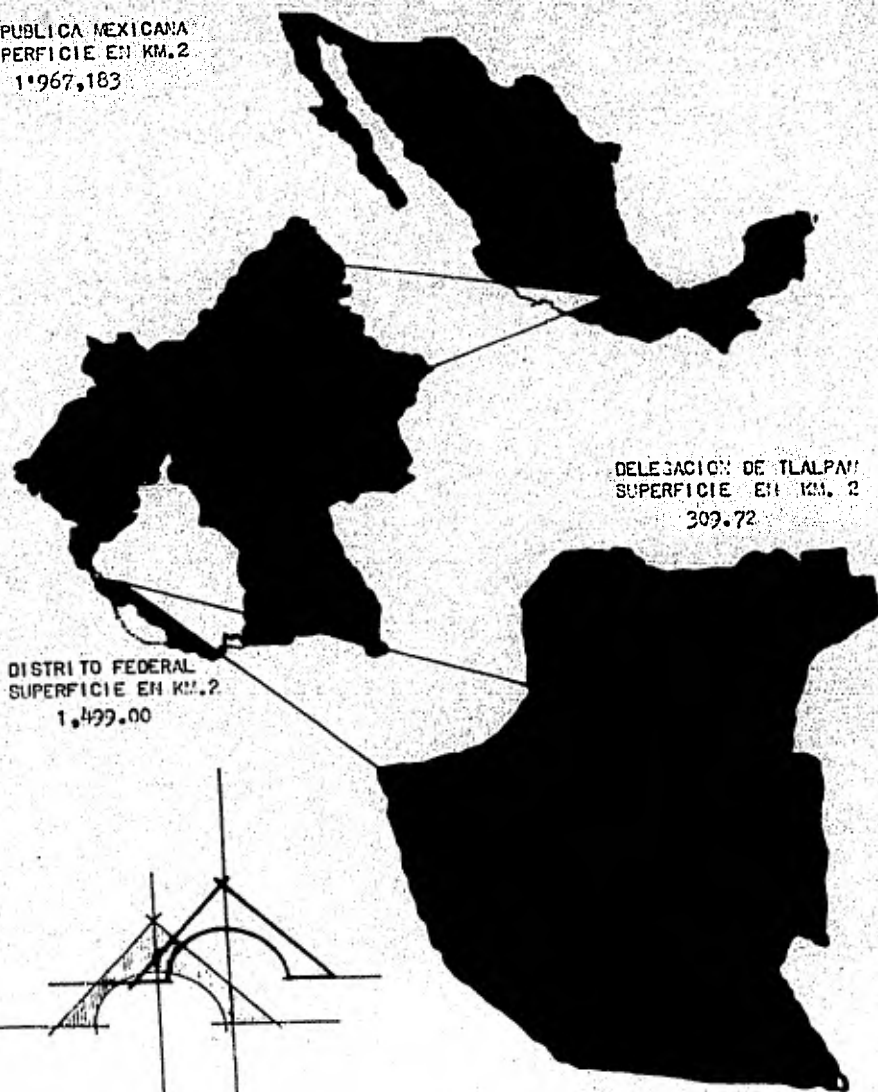 PUBLICA MEXICANA
PERFICIE EN KM.2
1'967,183
DELEGACION DE TLALPAN
SUPERFICIE EN KM. 2
309.72
DISTRITO FEDERAL
SUPERFICIE EN KM.2
1,499.00